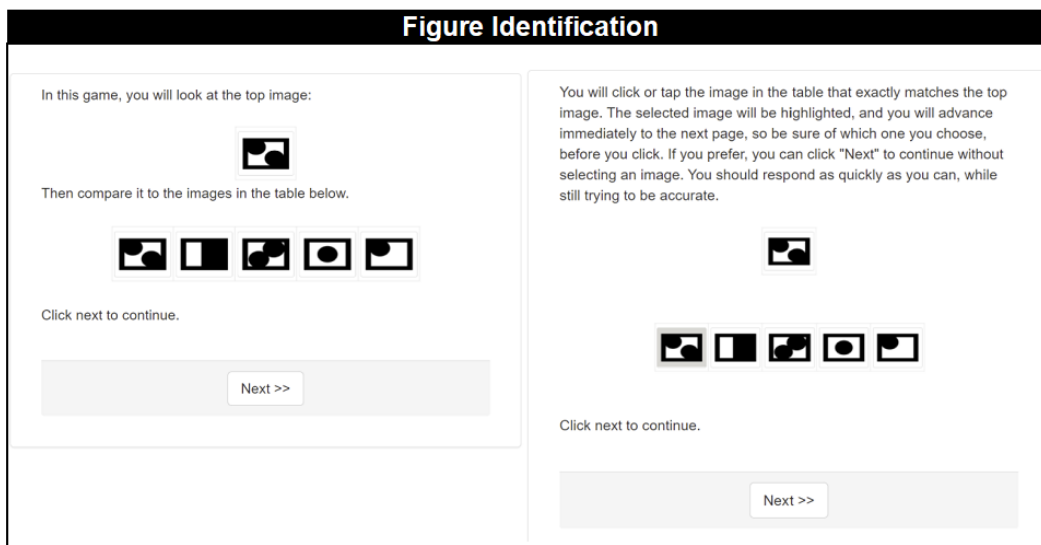 Figure Identification
In this game, you will look at the top image:
Then compare it to the images in the table below.
Click next to continue.
Next >>
You will click or tap the image in the table that exactly matches the top
image. The selected image will be highlighted, and you will advance
immediately to the next page, so be sure of which one you choose,
before you click. If you prefer, you can click "Next" to continue without
selecting an image. You should respond as quickly as you can, while
still trying to be accurate.
Click next to continue.
Next >>